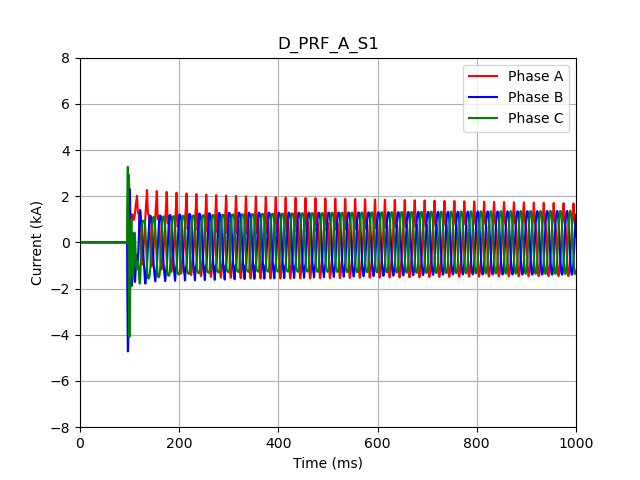 D_PRF_A_S1
8
6
4
2
0
−2
−4
−6
−8
Current (kA)
Phase A
Phase B
Phase C
0
200
400
600
800
1000
Time (ms)